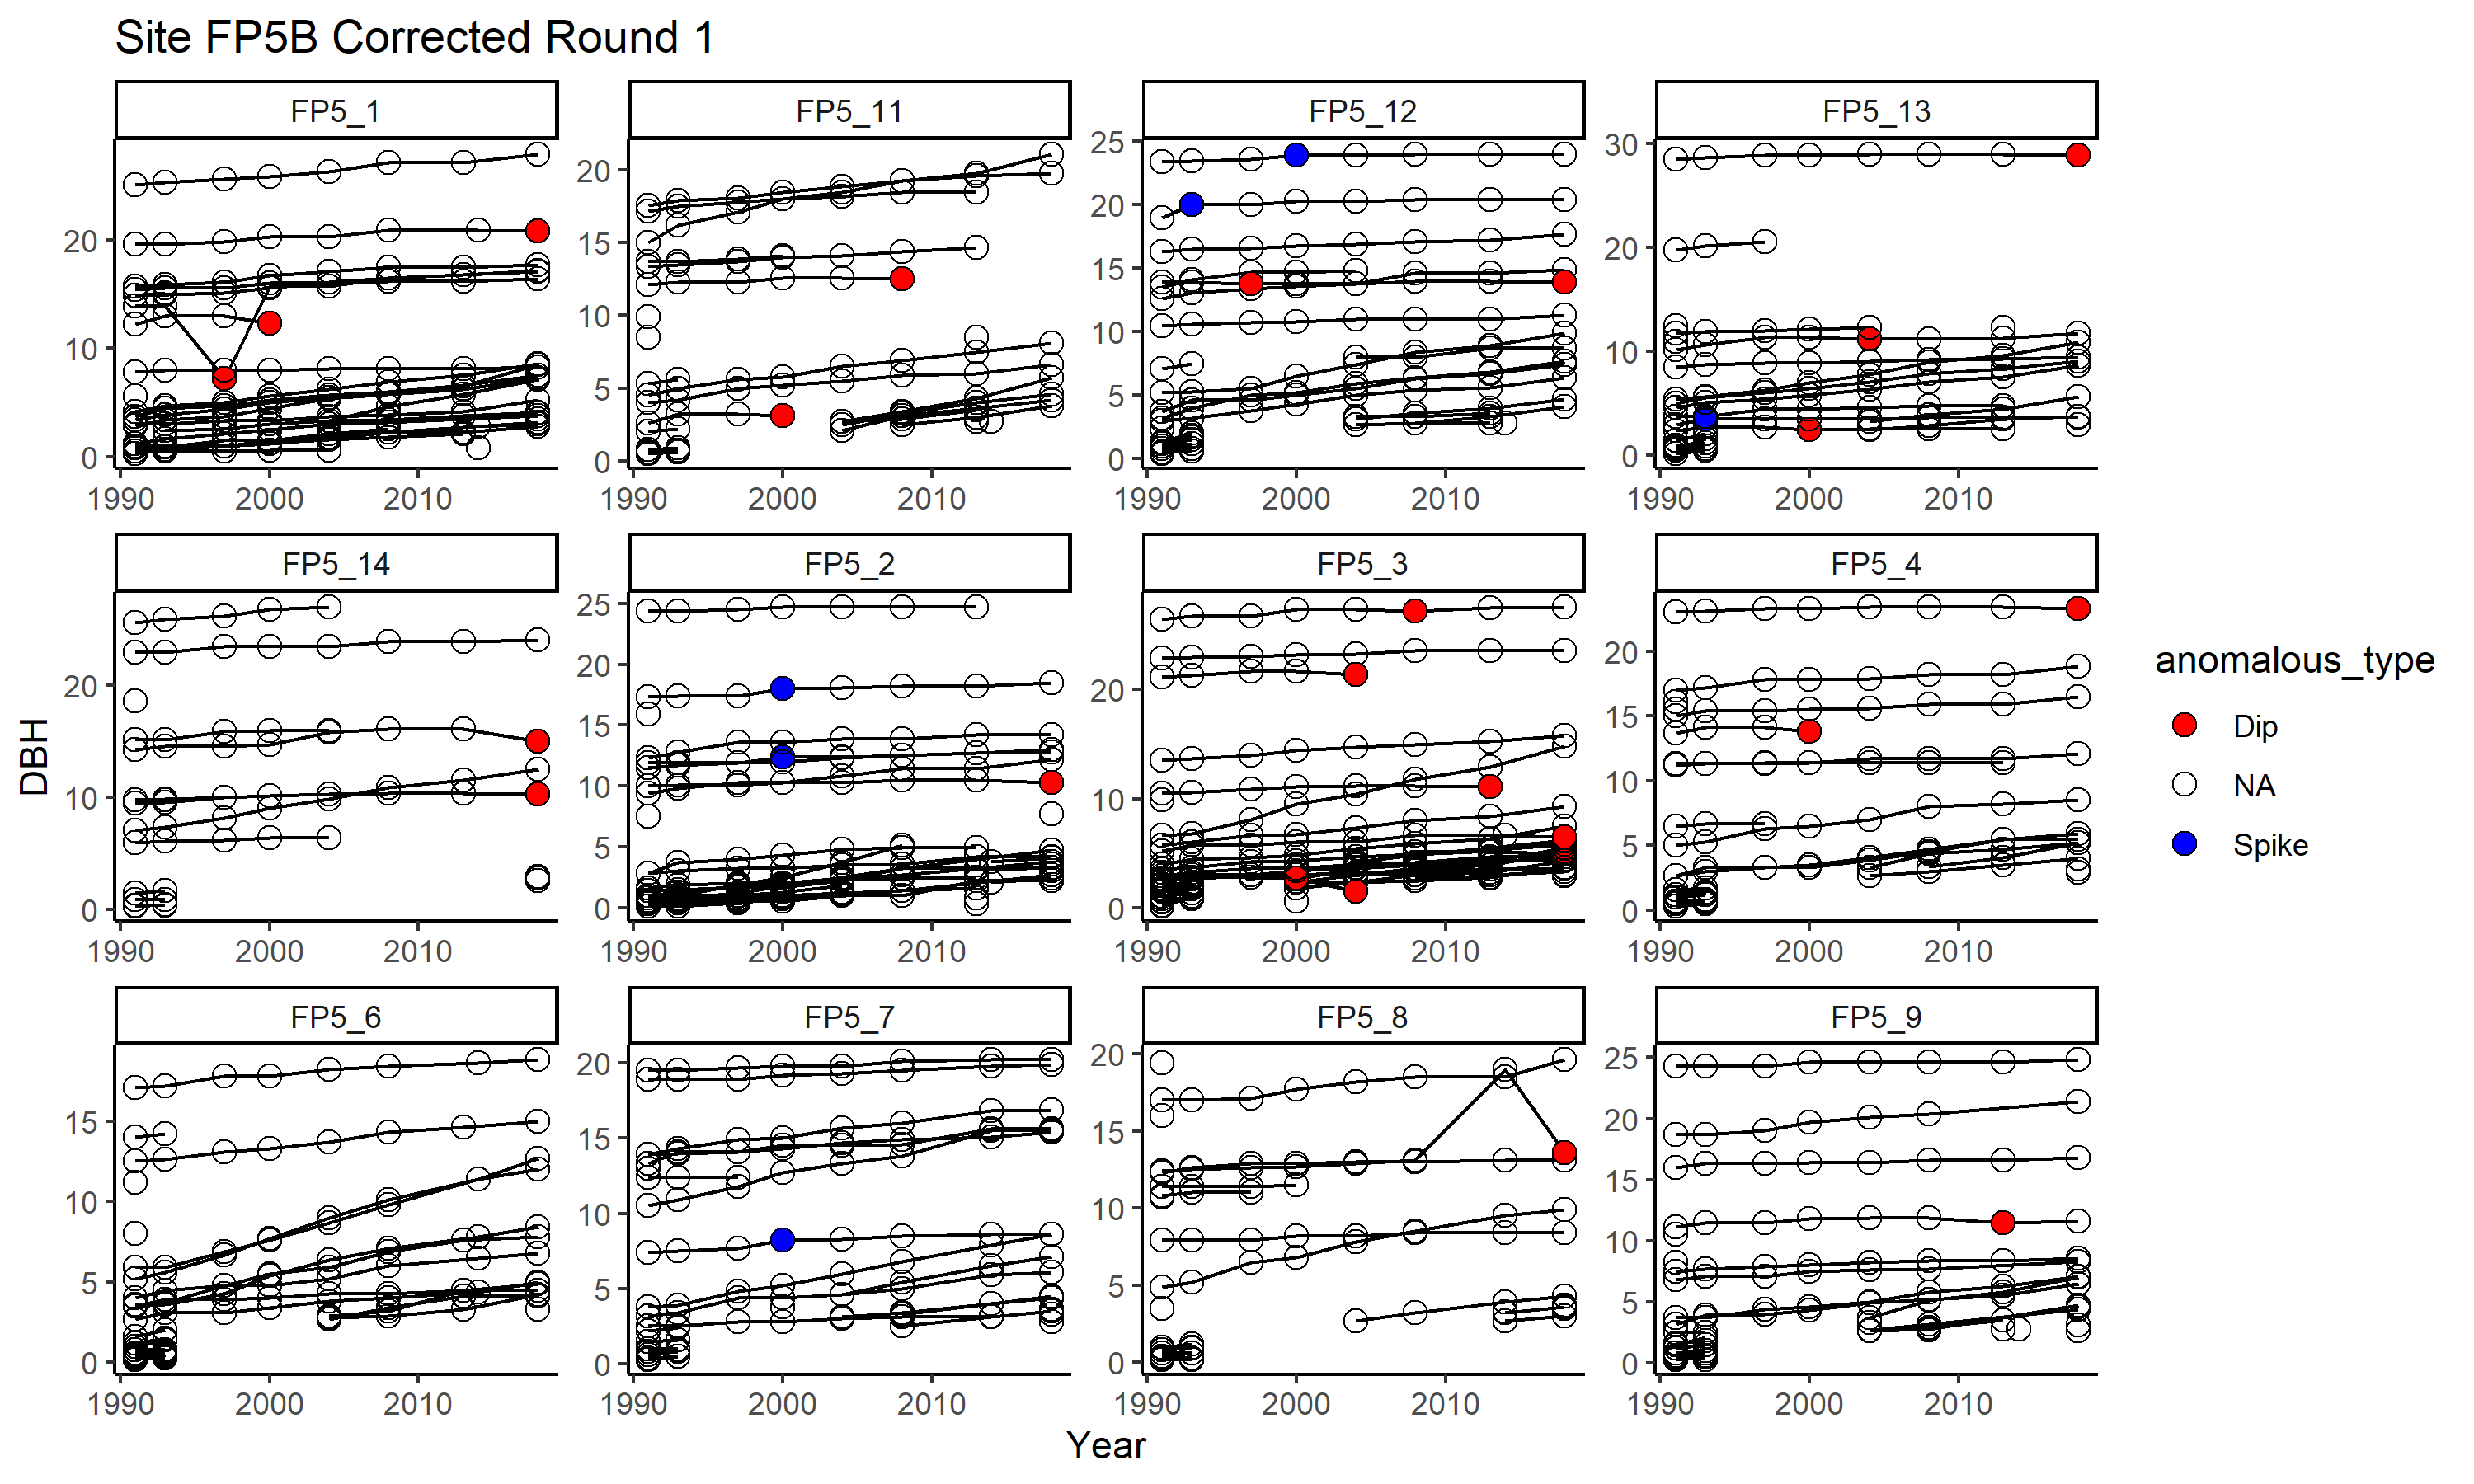 Site FP5B Corrected Round 1
FP5_1 FP5_11 FP5_12 FP5_13
20 10 0
20 15 10 5 0
25 20 15 10 5 0
30 20 10 0
1990 2000 2010 1990 2000 2010 1990 2000 2010 1990 2000 2010
FP5_14 FP5_2 FP5_3 FP5_4
20 10 0
25 20 15 10 5 0
20 10 0
20 15 10 5 0
1990 2000 2010 1990 2000 2010 1990 2000 2010 1990 2000 2010
FP5_6 FP5_7 FP5_8 FP5_9
15 10 5 0
20 15 10 5 0
20 15 10 5 0
25 20 15 10 5 0
1990 2000 2010 1990 2000 2010 1990 2000 2010 1990 2000 2010
DBH
Year
anomalous_type
Dip
NA
Spike